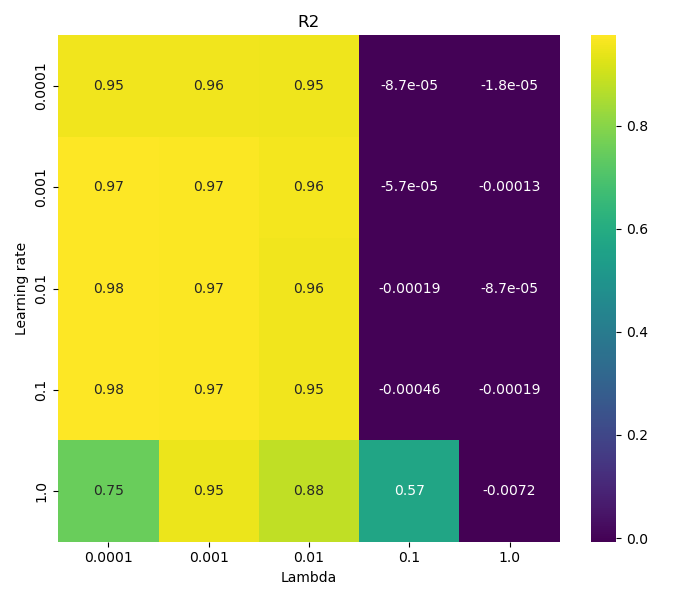 R2
0.0001 0.95 0.96 0.95 -8.7e-05 -1.8e-05
0.001 0.97 0.97 0.96 -5.7e-05 -0.00013
0.01 0.98 0.97 0.96 -0.00019 -8.7e-05
0.1 0.98 0.97 0.95 -0.00046 -0.00019
1.0 0.75 0.95 0.88 0.57 -0.0072
0.0001 0.001 0.01 0.1 1.0
Lambda
Learning rate
0.8
0.6
0.4
0.2
0.0